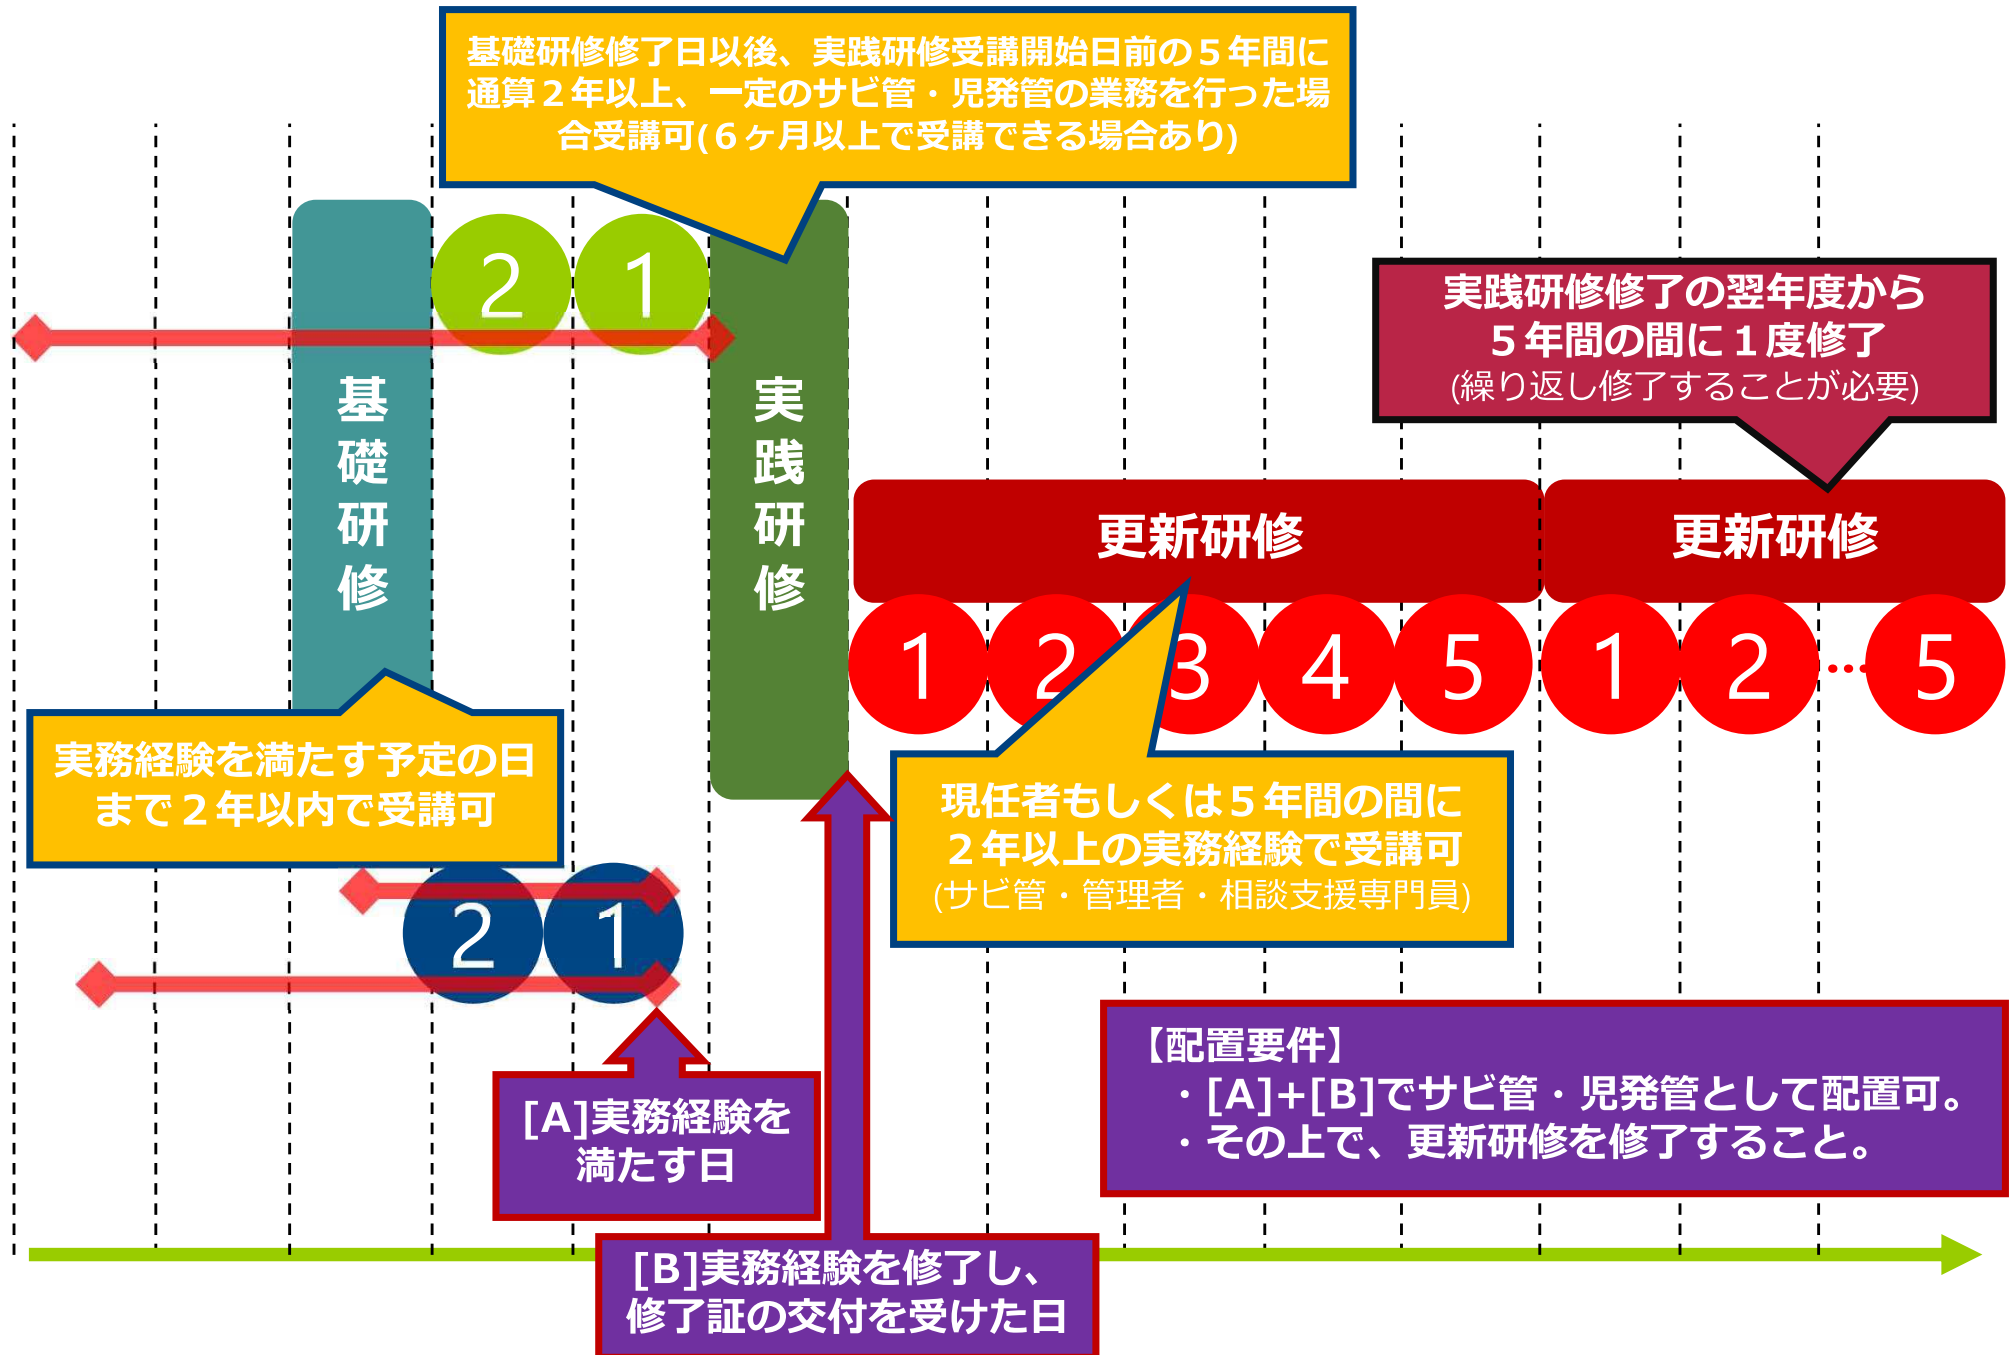 基礎研修修了日以後、実践研修受講開始日前の５年間に
通算２年以上、一定のサビ管・児発管の業務を行った場
合受講可(６ヶ月以上で受講できる場合あり)
2
1
基礎研修
実践研修
実践研修修了の翌年度から
５年間の間に１度修了
(繰り返し修了することが必要)
更新研修
更新研修
1
2
3
4
5
1
2
…
5
実務経験を満たす予定の日
まで２年以内で受講可
現任者もしくは５年間の間に
２年以上の実務経験で受講可
(サビ管・管理者・相談支援専門員)
2
1
[A]実務経験を
満たす日
【配置要件】
・[A]+[B]でサビ管・児発管として配置可。
・その上で、更新研修を修了すること。
[B]実務経験を修了し、
修了証の交付を受けた日